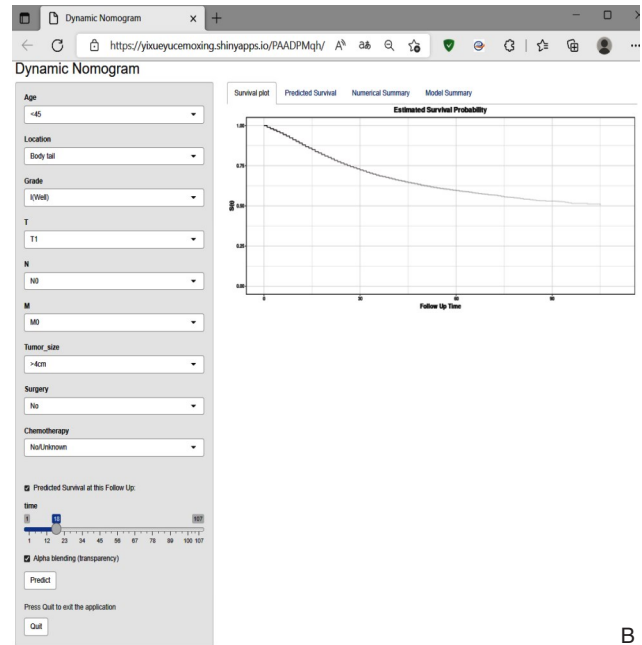 Dynamic Nomogram
https://yixueyucemoxing.shinyapps.io/PAADPMqh/
Dynamic Nomogram
Age
<45
Location
Body tail
Grade
I(Well)
T
T1
N
N0
M
M0
Tumor_size
>4cm
Surgery
No
Chemotherapy
No/Unknown
Predicted Survival at this Follow Up:
time
1 107
1 12 23 34 45 56 67 78 89 100 107
Alpha blending (transparency)
Predict
Press Quit to exit the application
Quit
Survival plot Predicted Survival Numerical Summary Model Summary
Estimated Survival Probability
1.00
0.75
0.50
0.25
0.00
S(t)
0 30 60 90
Follow Up Time
B